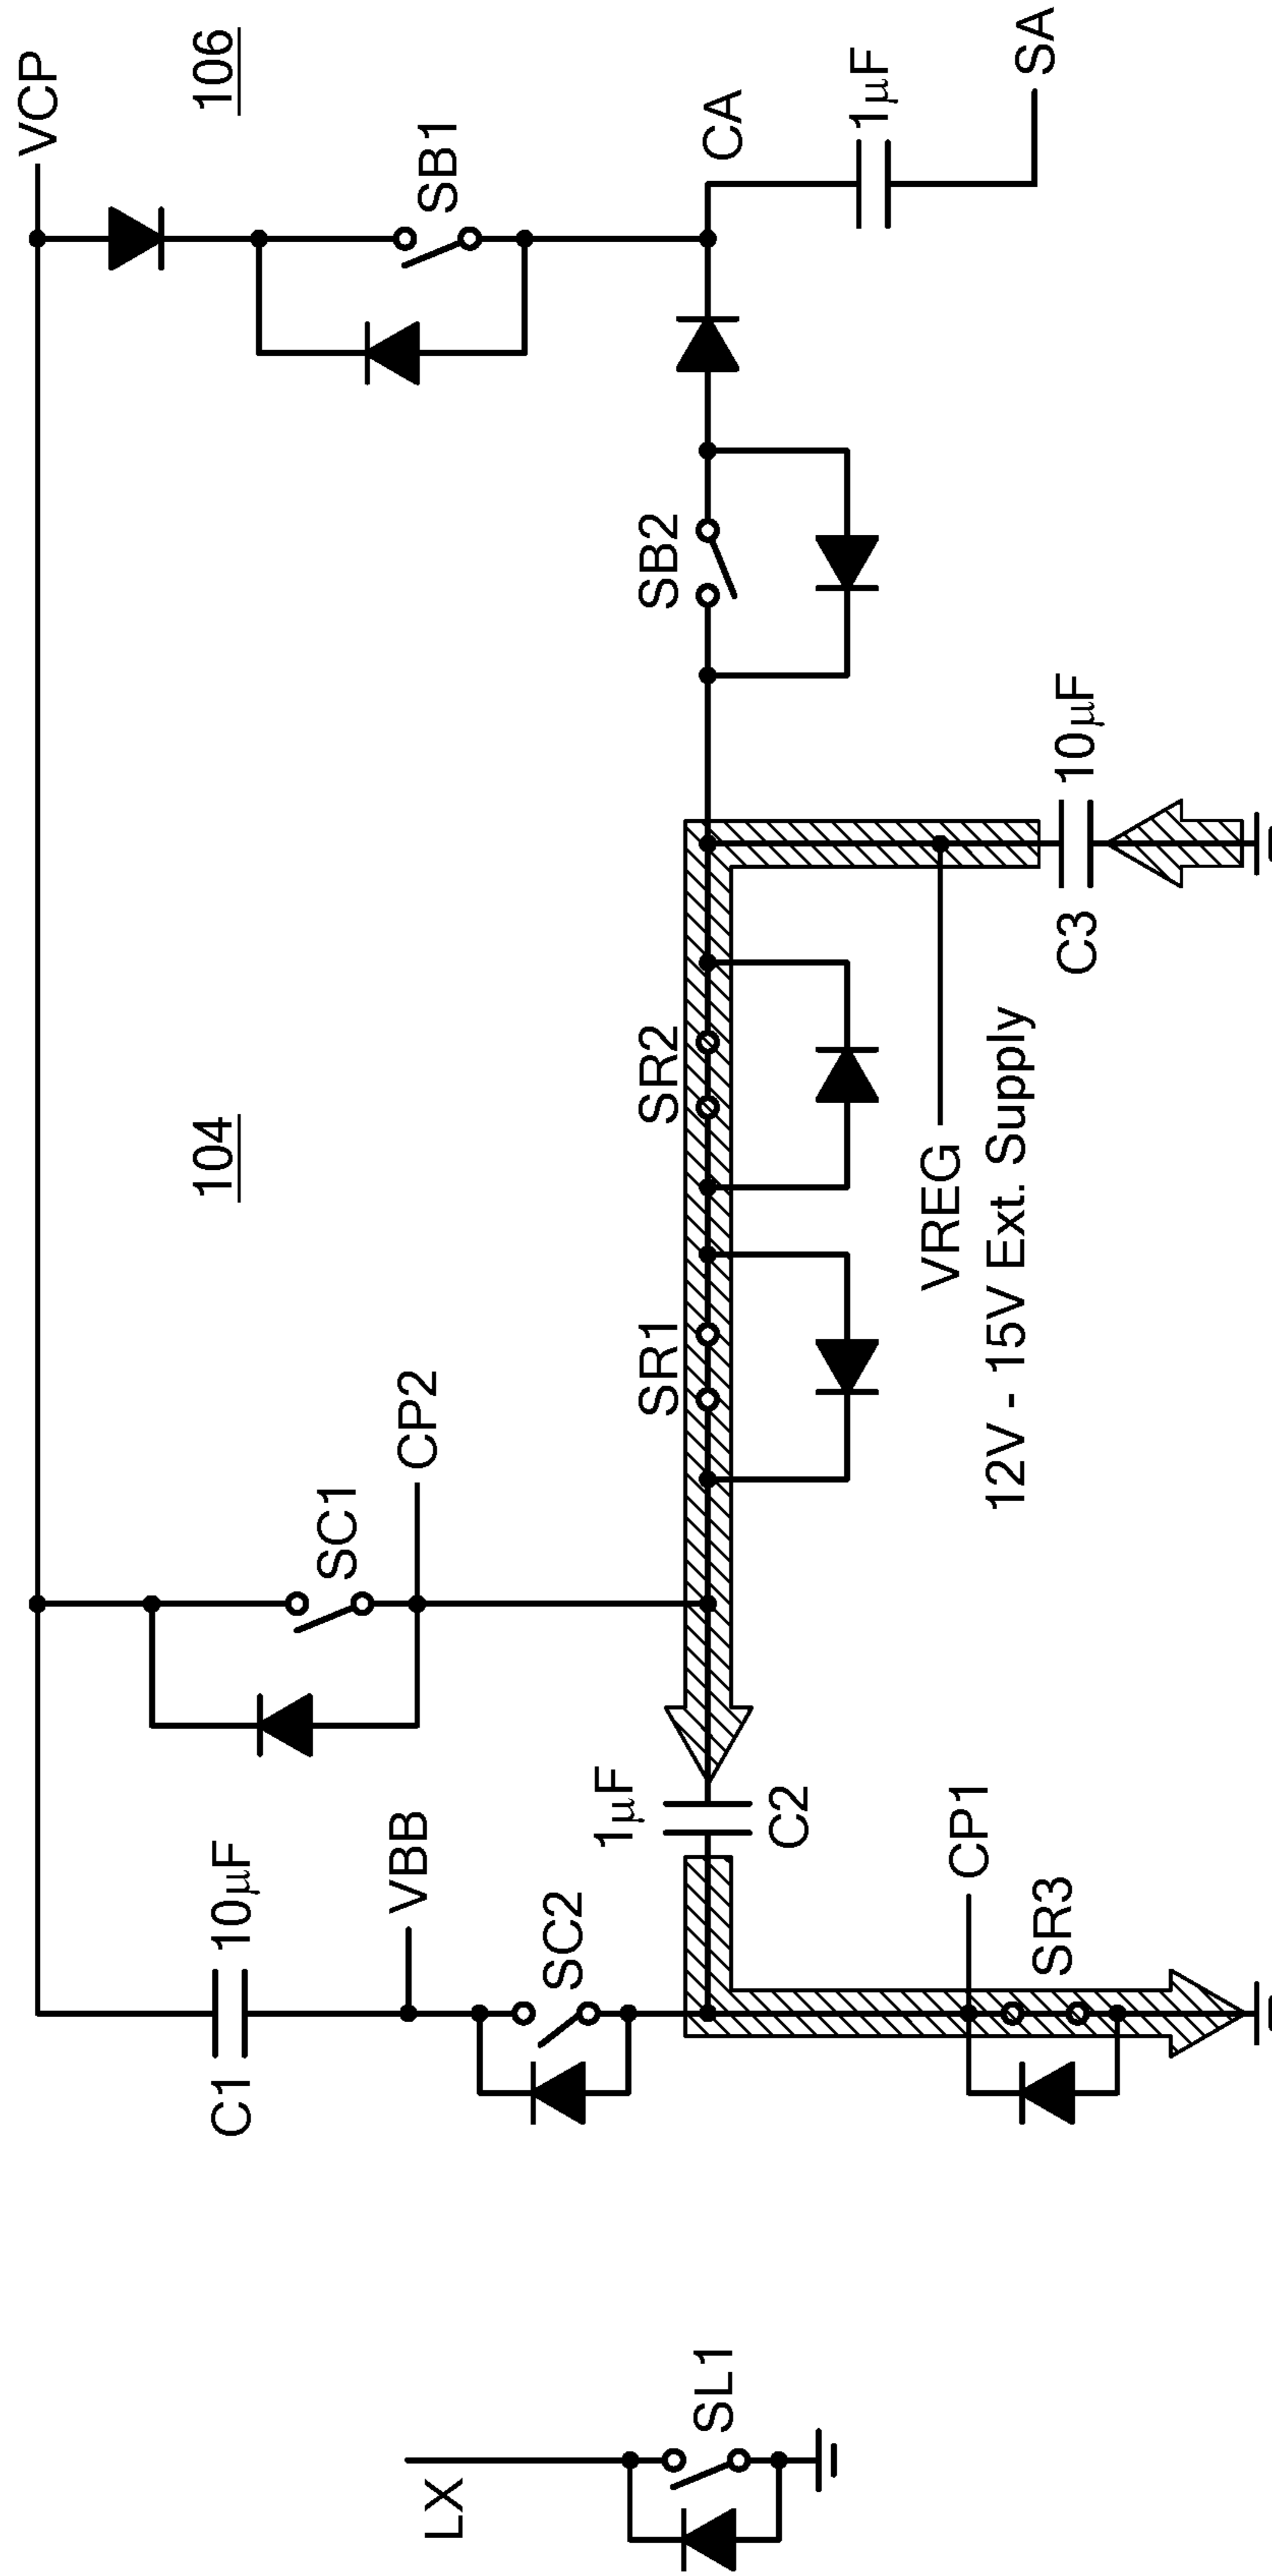 VCP
106
SB1
CA
1µF
SA
SB2
10µF
C3
104
SR2
SR1
VREG
12V - 15V Ext. Supply
SC1
CP2
1µF
C2
C1
10µF
VBB
SC2
CP1
SR3
LX
SL1